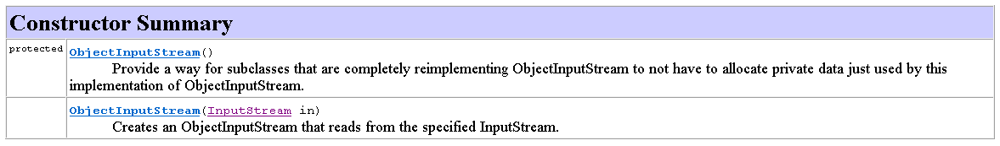 Constructor Summary
protected ObjectInputStream()
Provide a way for subclasses that are completely reimplementing ObjectInputStream to not have to allocate private data just used by this
implementation of ObjectInputStream.
ObjectInputStream(InputStream in)
Creates an ObjectInputStream that reads from the specified InputStream.